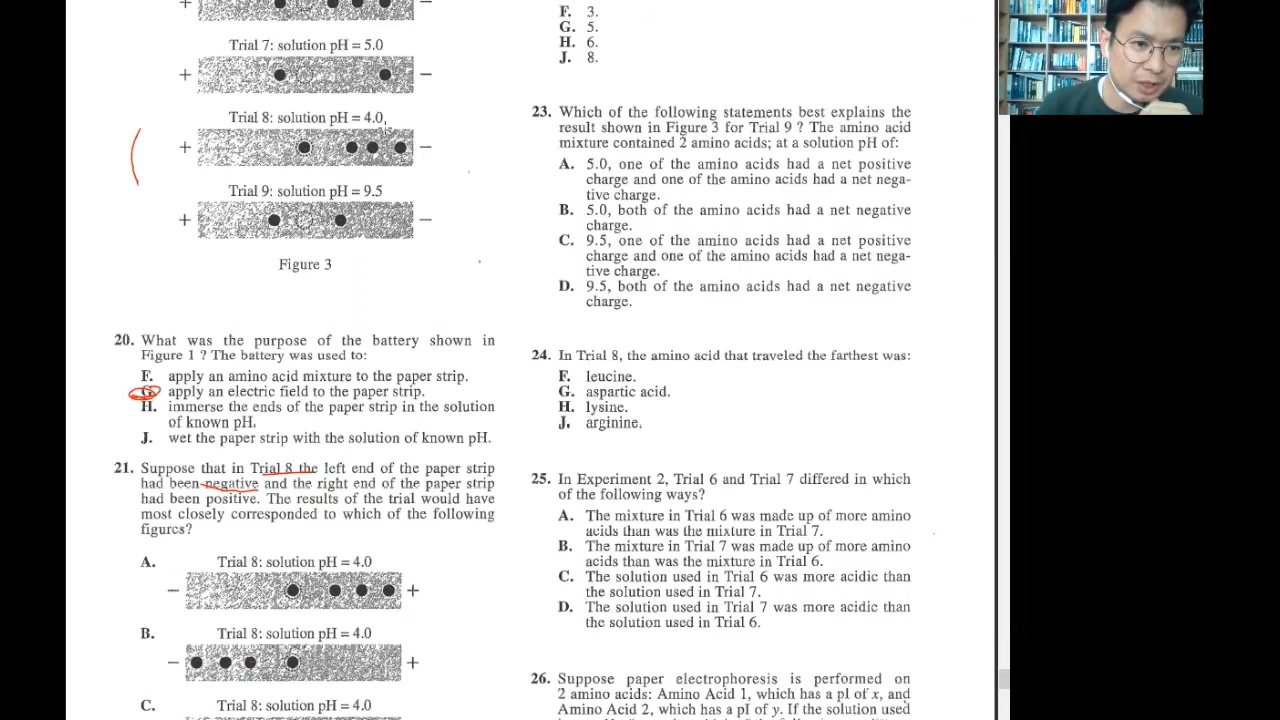 + −
Trial 7: solution pH = 5.0
+ −
Trial 8: solution pH = 4.0
+ −
Trial 9: solution pH = 9.5
+ −
Figure 3
20. What was the purpose of the battery shown in
Figure 1 ? The battery was used to:
F. apply an amino acid mixture to the paper strip.
G. apply an electric field to the paper strip.
H. immerse the ends of the paper strip in the solution
of known pH.
J. wet the paper strip with the solution of known pH.
21. Suppose that in Trial 8 the left end of the paper strip
had been negative and the right end of the paper strip
had been positive. The results of the trial would have
most closely corresponded to which of the following
figures?
A. Trial 8: solution pH = 4.0
− +
B. Trial 8: solution pH = 4.0
− +
C. Trial 8: solution pH = 4.0
F. 3.
G. 5.
H. 6.
J. 8.
23. Which of the following statements best explains the
result shown in Figure 3 for Trial 9 ? The amino acid
mixture contained 2 amino acids; at a solution pH of:
A. 5.0, one of the amino acids had a net positive
charge and one of the amino acids had a net nega-
tive charge.
B. 5.0, both of the amino acids had a net negative
charge.
C. 9.5, one of the amino acids had a net positive
charge and one of the amino acids had a net nega-
tive charge.
D. 9.5, both of the amino acids had a net negative
charge.
24. In Trial 8, the amino acid that traveled the farthest was:
F. leucine.
G. aspartic acid.
H. lysine.
J. arginine.
25. In Experiment 2, Trial 6 and Trial 7 differed in which
of the following ways?
A. The mixture in Trial 6 was made up of more amino
acids than was the mixture in Trial 7.
B. The mixture in Trial 7 was made up of more amino
acids than was the mixture in Trial 6.
C. The solution used in Trial 6 was more acidic than
the solution used in Trial 7.
D. The solution used in Trial 7 was more acidic than
the solution used in Trial 6.
26. Suppose paper electrophoresis is performed on
2 amino acids: Amino Acid 1, which has a pI of x, and
Amino Acid 2, which has a pI of y. If the solution used